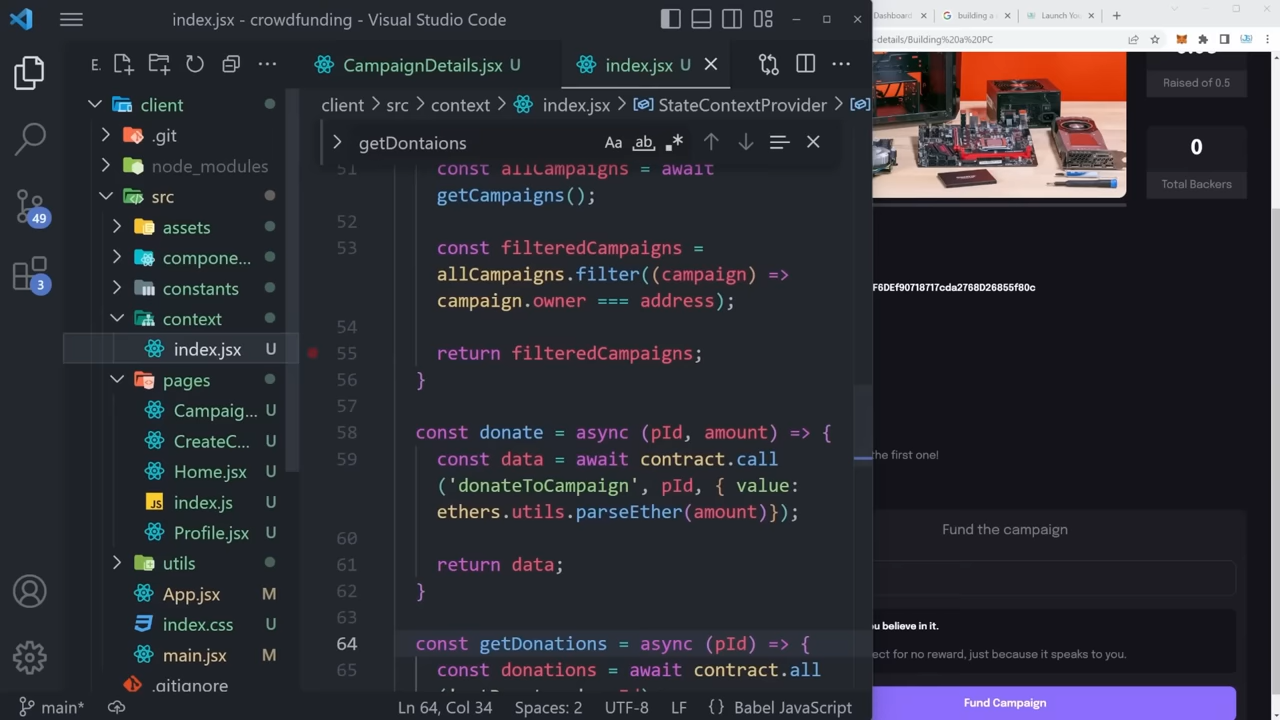 index.jsx - crowdfunding - Visual Studio Code
E.
CampaignDetails.jsx U
index.jsx U
client > src > context > index.jsx > StateContextProvider >
getDontaions
Aa ab
client
.git
node_modules
src
assets
compone...
constants
context
index.jsx U
pages
Campaig... U
CreateC... U
Home.jsx U
JS index.js U
Profile.jsx U
utils
App.jsx M
index.css U
main.jsx M
.gitignore
49
3
51 const allCampaigns = await
getCampaigns();
52
53 const filteredCampaigns =
allCampaigns.filter((campaign) =>
campaign.owner === address);
54
55 return filteredCampaigns;
56 }
57
58 const donate = async (pId, amount) => {
59 const data = await contract.call
('donateToCampaign', pId, { value:
ethers.utils.parseEther(amount)});
60
61 return data;
62 }
63
64 const getDonations = async (pId) => {
65 const donations = await contract.all
main*
Ln 64, Col 34
Spaces: 2
UTF-8
LF
{} Babel JavaScript
Dashboard
building a
Launch You
-details/Building%20a%20PC
Raised of 0.5
0
Total Backers
F6DEf90718717cda2768D26855f80c
the first one!
Fund the campaign
ou believe in it.
ect for no reward, just because it speaks to you.
Fund Campaign